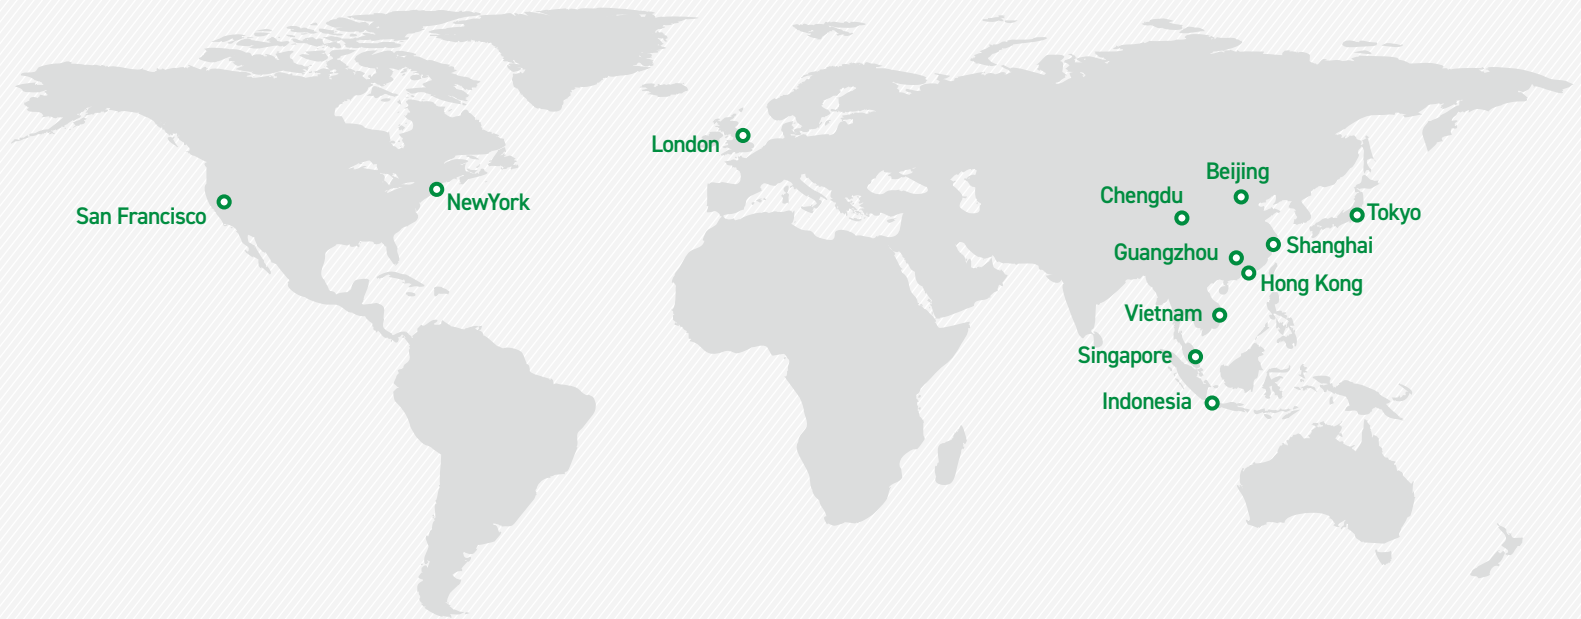 London
Beijing
Chengdu
San Francisco
NewYork
Tokyo
Guangzhou
Shanghai
Hong Kong
Vietnam
Singapore
Indonesia